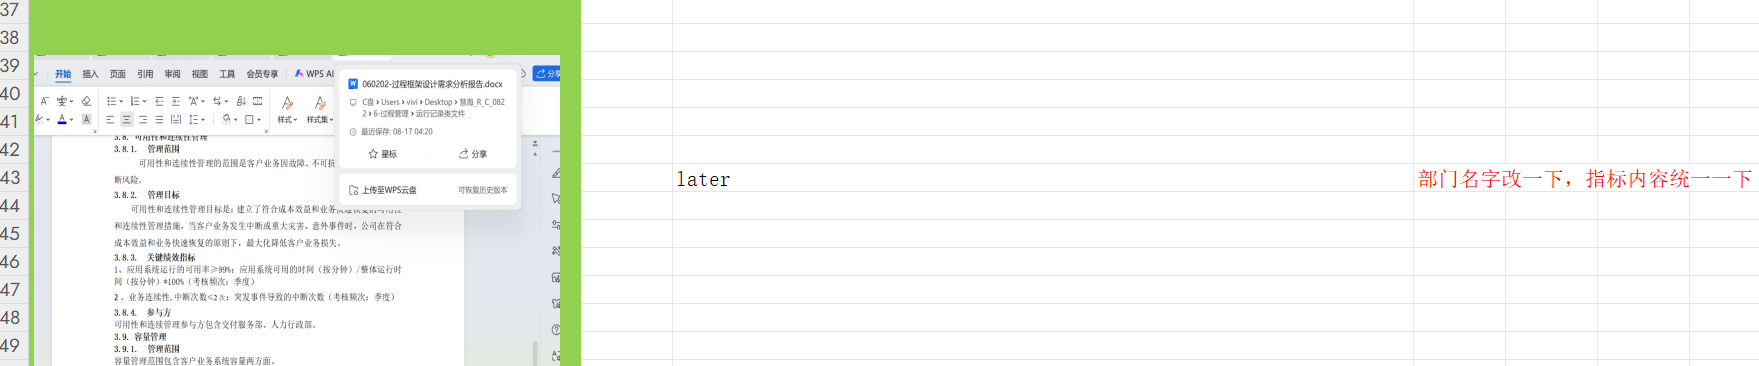 37
38
39
40
41
42
43
44
45
46
47
48
49
开始 插入 页面 引用 审阅 视图 工具 会员专享 WPS AI 分享
060202-过程框架设计需求分析报告.docx
C盘 › Users › vivi › Desktop › 慧海_R_C_082
2 › 6-过程管理 › 运行记录类文件
最近保存: 08-17 04:20
星标 分享
上传至WPS云盘 可恢复历史版本
样式 样式集
3.8. 可用性和连续性管理
3.8.1. 管理范围
可用性和连续性管理的范围是客户业务因故障、不可抗
断风险。
3.8.2. 管理目标
可用性和连续性管理目标是: 建立了符合成本效益和业务快速恢复的可用性
和连续性管理措施, 当客户业务发生中断或重大灾害、意外事件时, 公司在符合
成本效益和业务快速恢复的原则下, 最大化降低客户业务损失。
3.8.3. 关键绩效指标
1、应用系统运行的可用率≥99%: 应用系统可用的时间（按分钟）/整体运行时
间（按分钟）*100%（考核频次: 季度）
2、业务连续性,中断次数≤2次: 突发事件导致的中断次数（考核频次: 季度）
3.8.4. 参与方
可用性和连续管理参与方包含交付服务部、人力行政部。
3.9. 容量管理
3.9.1. 管理范围
容量管理范围包含客户业务系统容量两方面。
later
部门名字改一下，指标内容统一一下